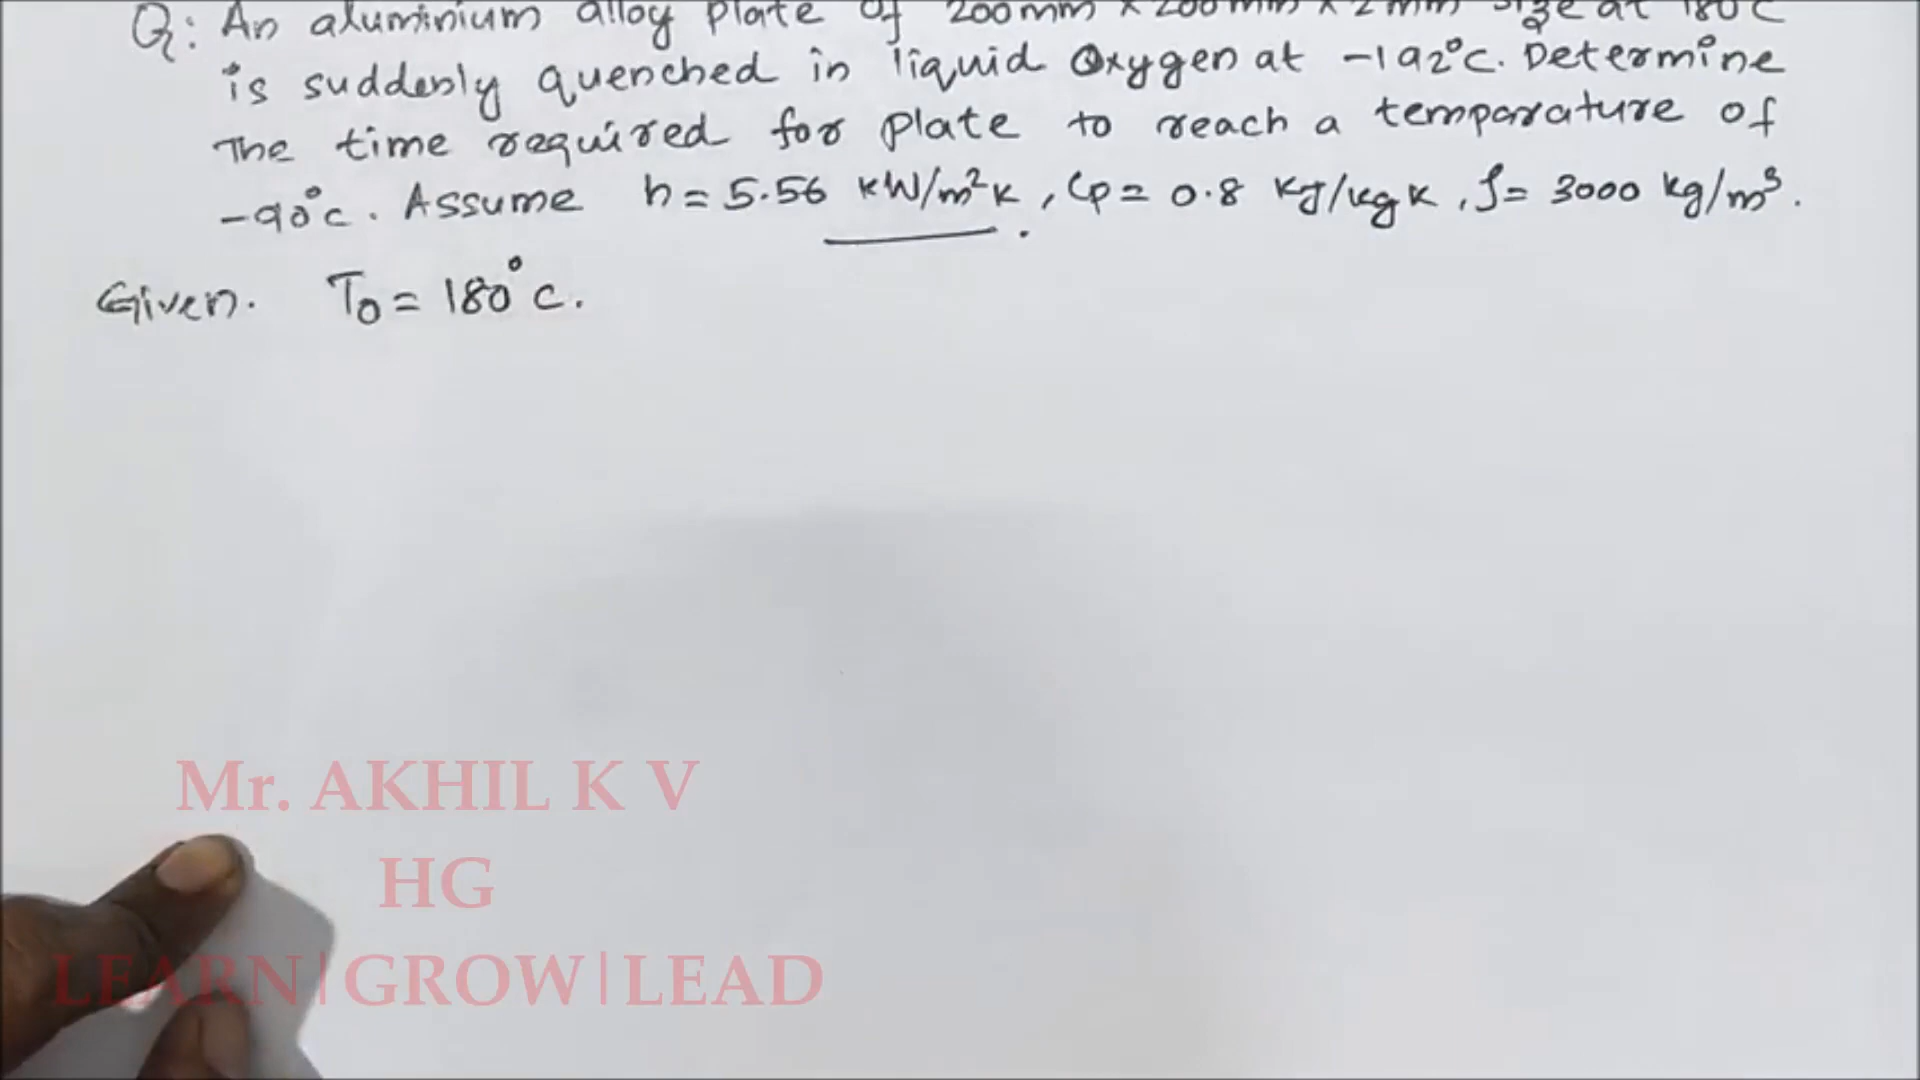 Q: An aluminium alloy plate of 200mm x 200mm x 2mm size at 180°C
is suddenly quenched in liquid Oxygen at -192°C. Determine
The time required for plate to reach a temparature of
-90°C. Assume h = 5.56 kW/m²K, Cp = 0.8 KJ/kgK, ρ = 3000 kg/m³.
Given. T₀ = 180°C.
Mr. AKHIL K V
HG
LEARN|GROW|LEAD